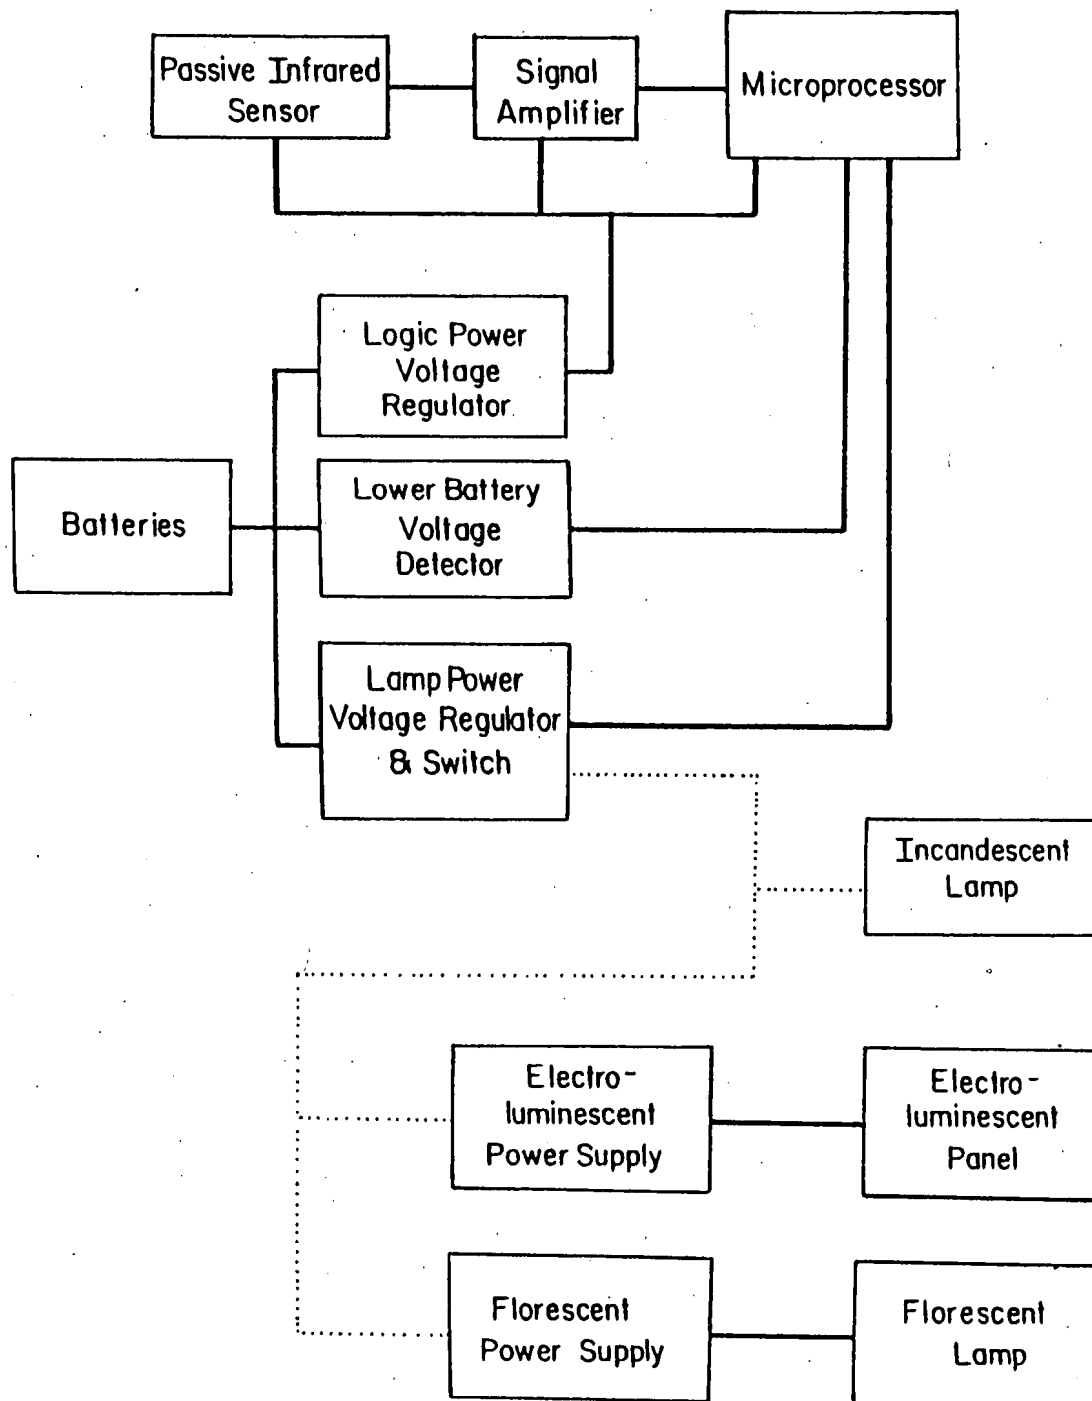 Passive Infrared
Sensor
Signal
Amplifier
Microprocessor
Logic Power
Voltage
Regulator
Batteries
Lower Battery
Voltage
Detector
Lamp Power
Voltage Regulator
& Switch
Incandescent
Lamp
Electro-
luminescent
Power Supply
Electro-
luminescent
Panel
Florescent
Power Supply
Florescent
Lamp